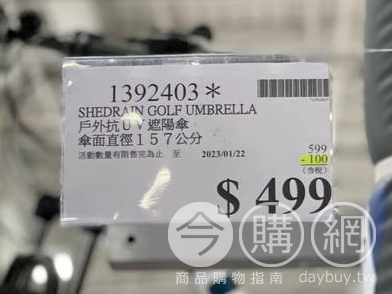 1392403*
SHEDRAIN GOLF UMBRELLA
戶外抗UV遮陽傘
傘面直徑157公分
活動數量有限售完為止 至 2023/01/22
599
-100
(含稅)
$ 499
今購網
商品購物指南 daybuy.tw